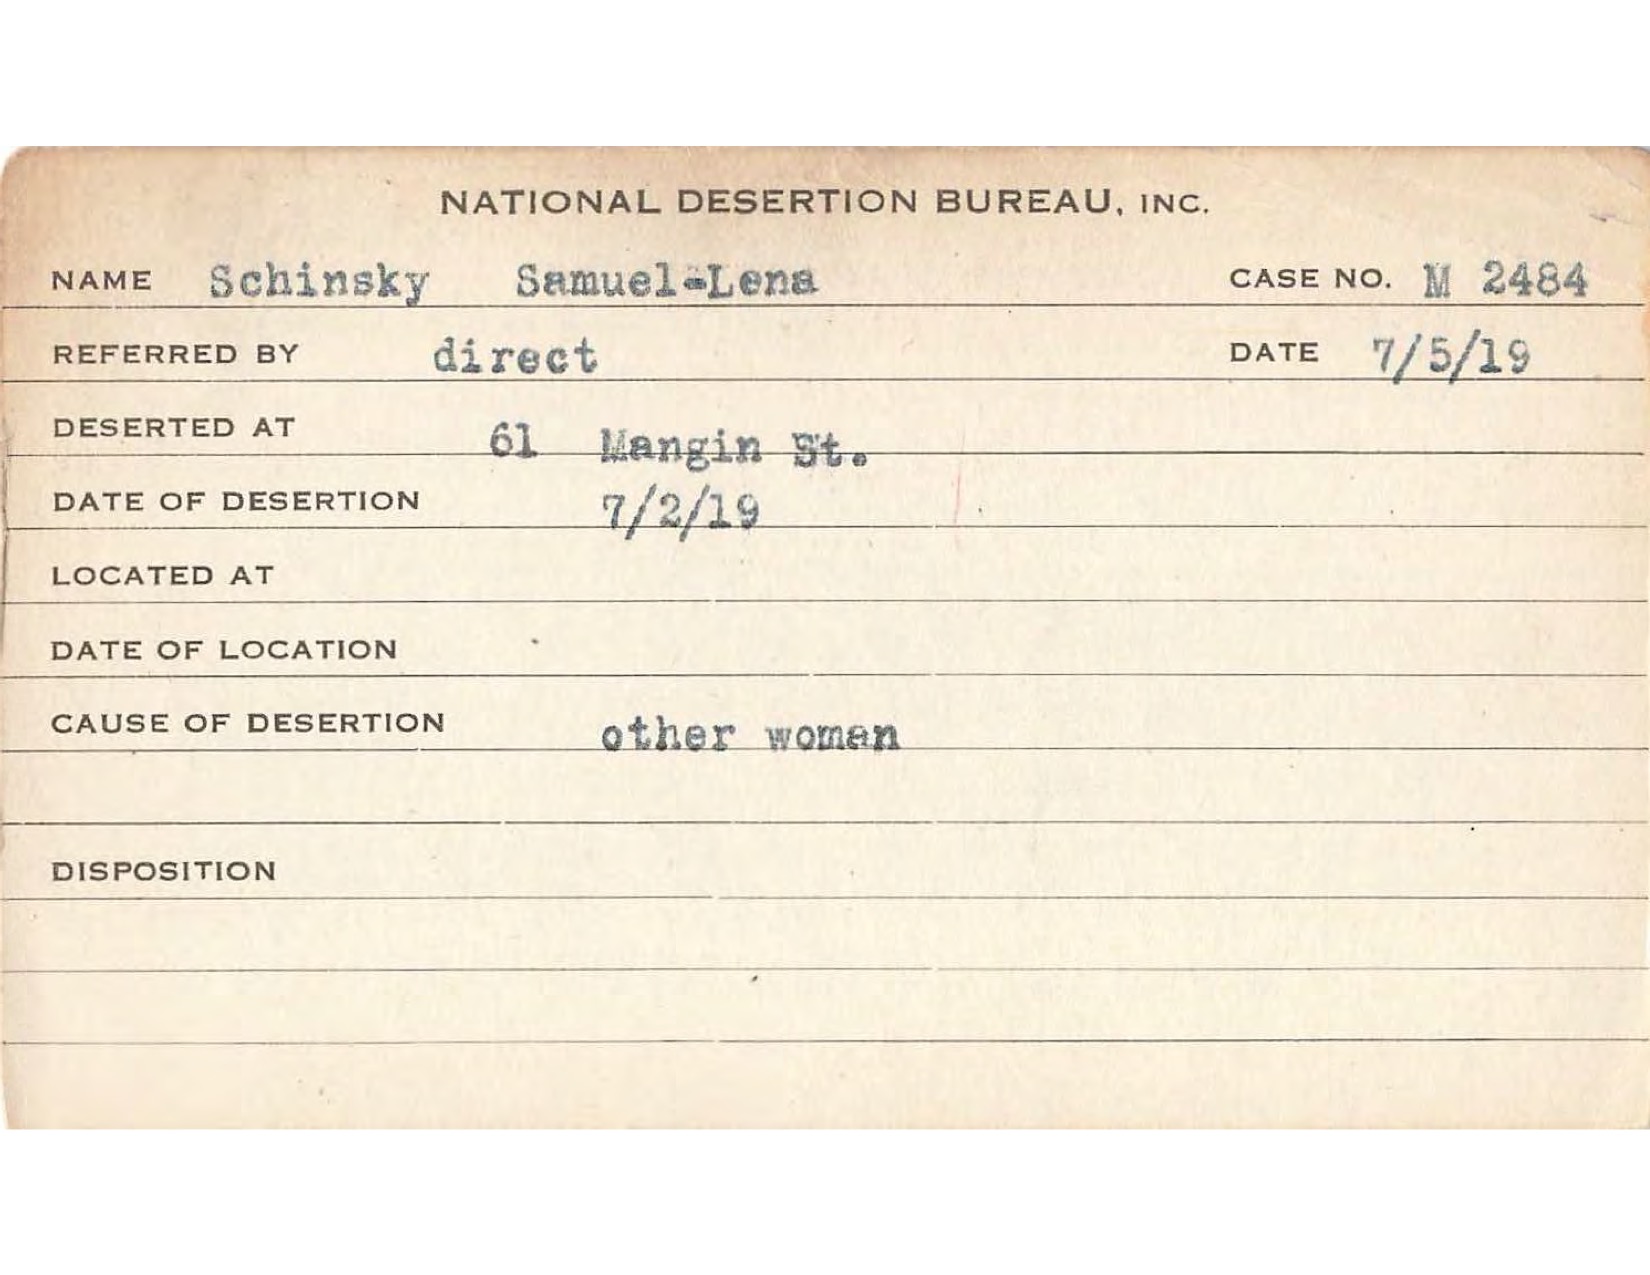 NATIONAL DESERTION BUREAU, INC.
NAME Schinsky Samuel-Lena CASE NO. M 2484
REFERRED BY direct DATE 7/5/19
DESERTED AT 61 Mangin St.
DATE OF DESERTION 7/2/19
LOCATED AT
DATE OF LOCATION
CAUSE OF DESERTION other woman
DISPOSITION